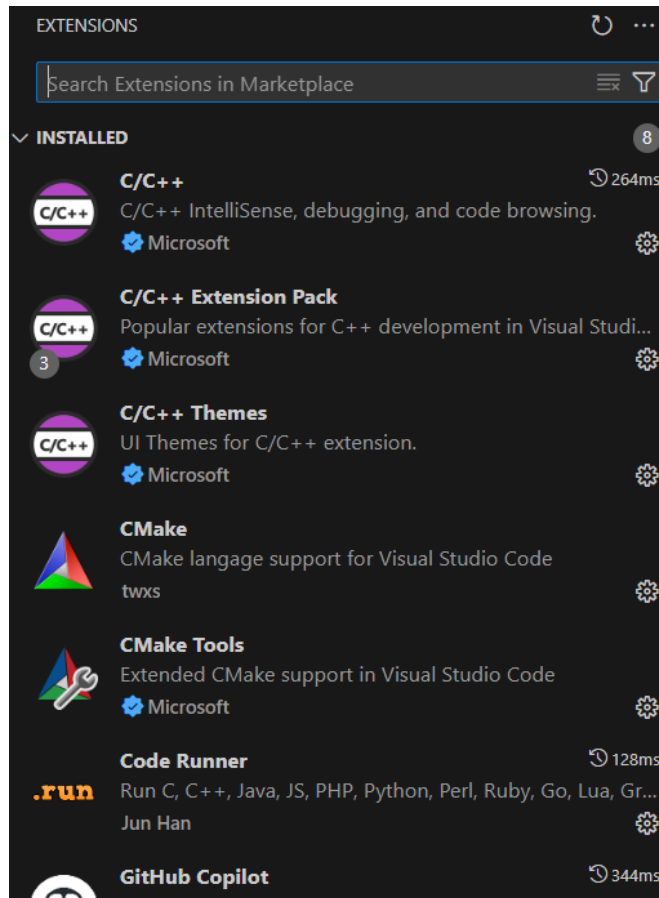 EXTENSIONS
Search Extensions in Marketplace
INSTALLED 8
C/C++ 264ms
C/C++
C/C++ IntelliSense, debugging, and code browsing.
Microsoft
C/C++ Extension Pack
C/C++
Popular extensions for C++ development in Visual Studi...
3 Microsoft
C/C++ Themes
C/C++
UI Themes for C/C++ extension.
Microsoft
CMake
CMake langage support for Visual Studio Code
twxs
CMake Tools
Extended CMake support in Visual Studio Code
Microsoft
Code Runner 128ms
.run Run C, C++, Java, JS, PHP, Python, Perl, Ruby, Go, Lua, Gr...
Jun Han
GitHub Copilot 344ms